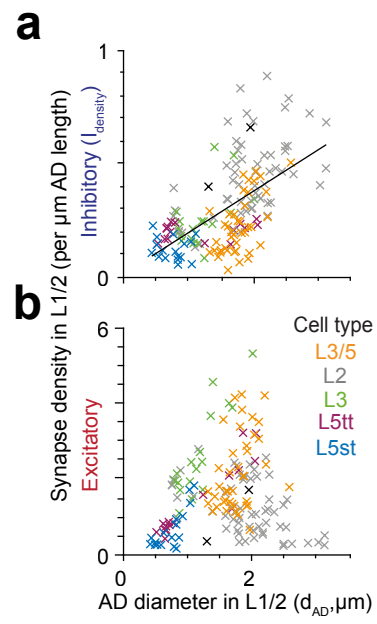 a
Synapse density in L1/2 (per µm AD length)
Inhibitory (Idensity)
1
0
b
Excitatory
6
0
Cell type
L3/5
L2
L3
L5tt
L5st
0
2
AD diameter in L1/2 (dAD,µm)